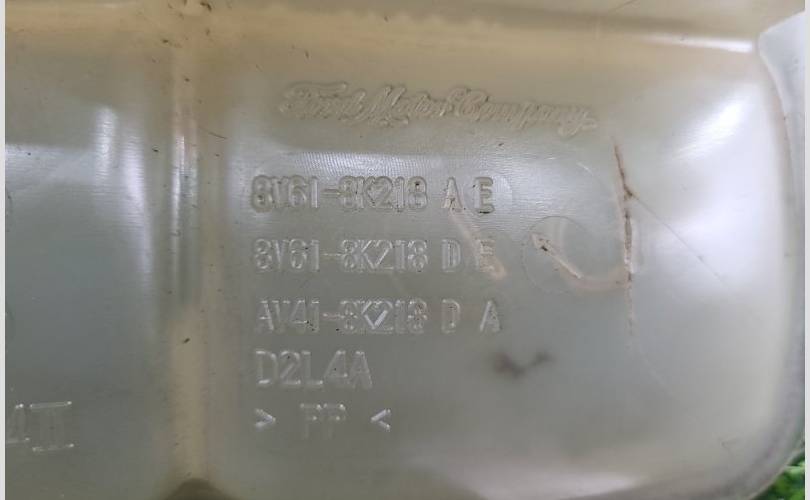 Ford Motor Company
8V61-8K218 A E
8V61-8K218 D E
AV41-8K218 D A
D2L4A
> PP <